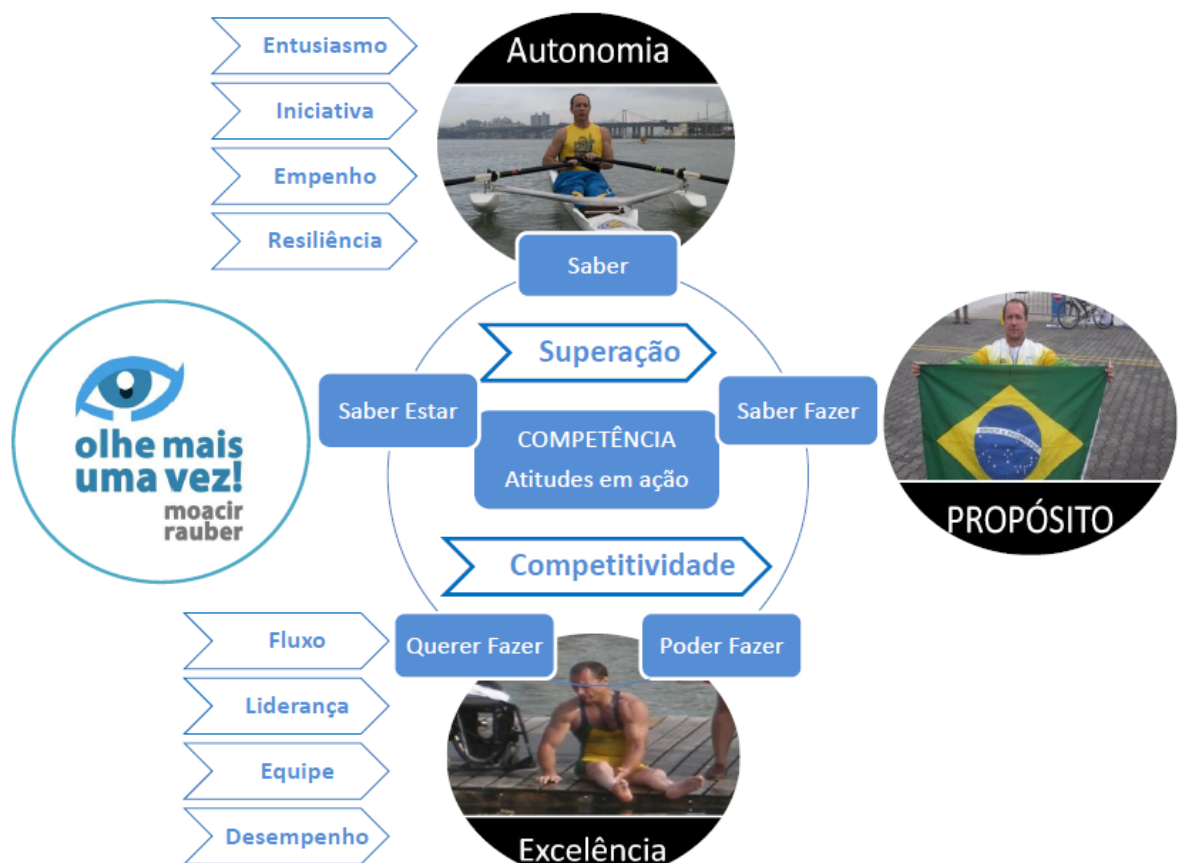 Entusiasmo
Iniciativa
Empenho
Resiliência
Autonomia
Saber
Superação
Saber Estar
Saber Fazer
COMPETÊNCIA
Atitudes em ação
olhe mais
uma vez!
moacir
rauber
PROPÓSITO
Competitividade
Fluxo
Liderança
Equipe
Desempenho
Querer Fazer
Poder Fazer
Excelência